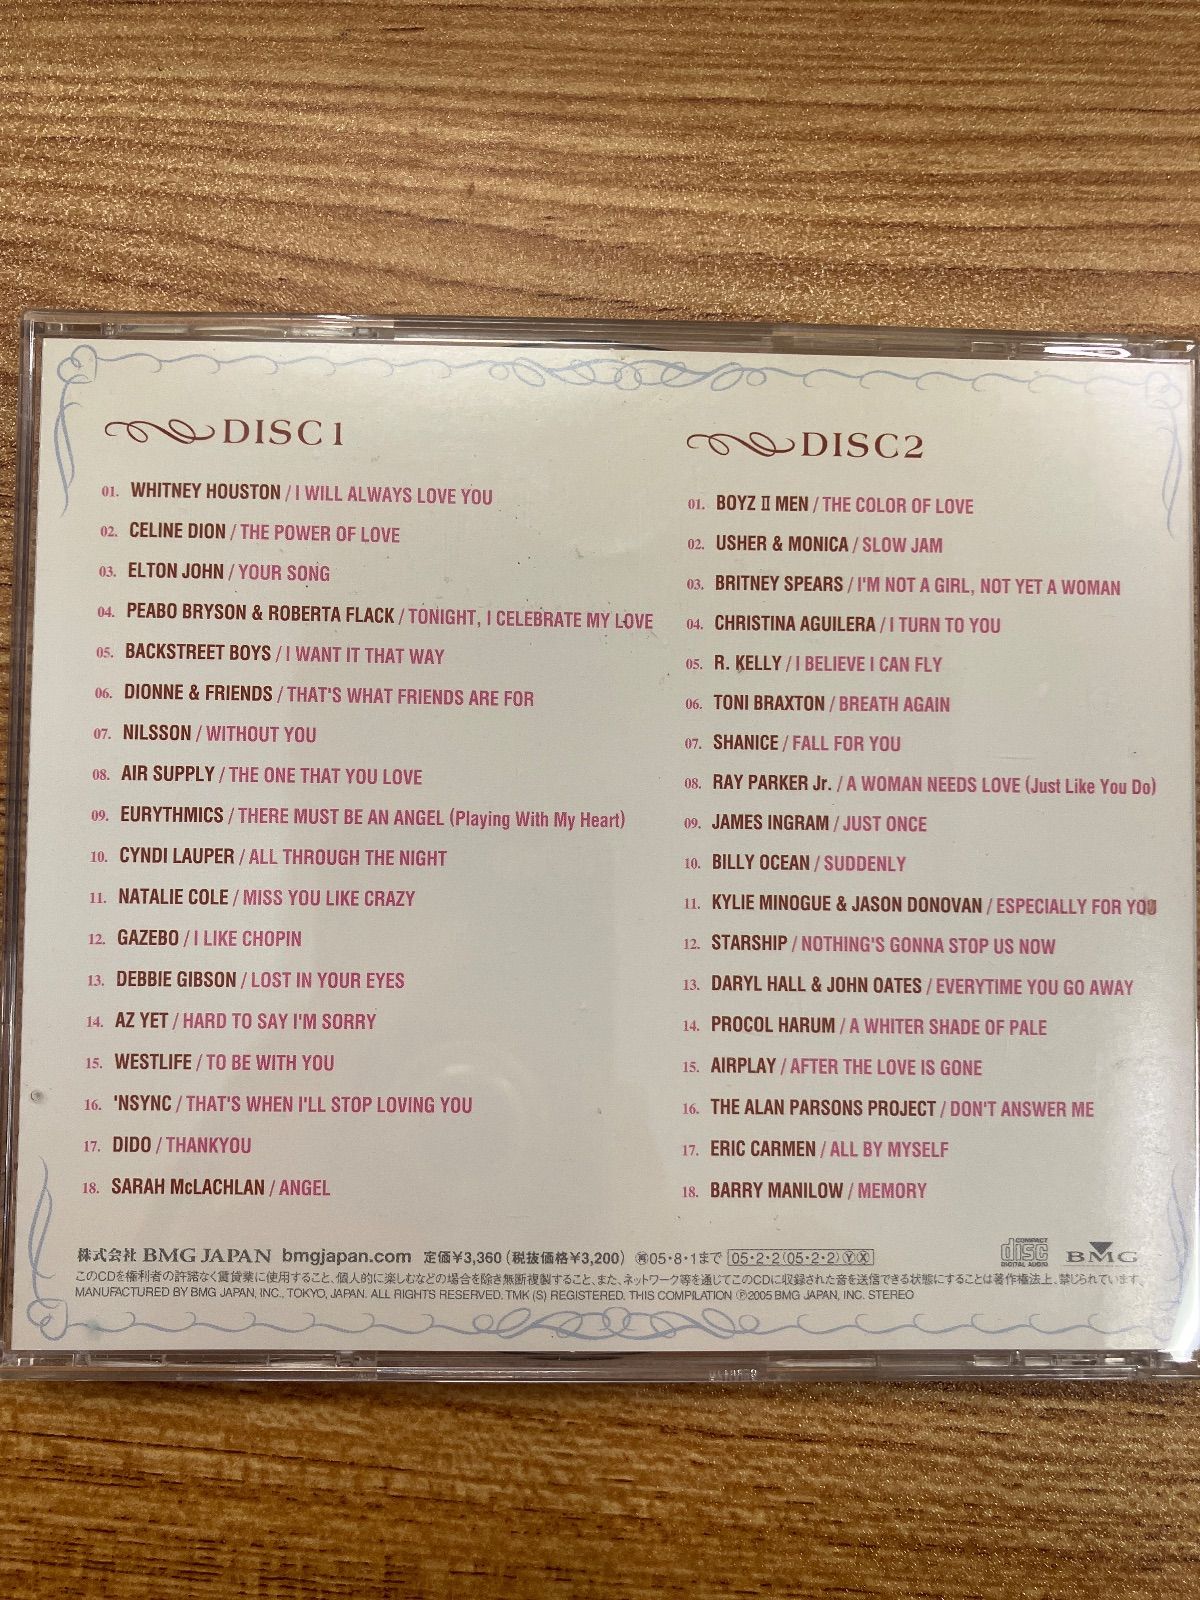 DISC 1
01. WHITNEY HOUSTON / I WILL ALWAYS LOVE YOU
02. CELINE DION / THE POWER OF LOVE
03. ELTON JOHN / YOUR SONG
04. PEABO BRYSON & ROBERTA FLACK / TONIGHT, I CELEBRATE MY LOVE
05. BACKSTREET BOYS / I WANT IT THAT WAY
06. DIONNE & FRIENDS / THAT'S WHAT FRIENDS ARE FOR
07. NILSSON / WITHOUT YOU
08. AIR SUPPLY / THE ONE THAT YOU LOVE
09. EURYTHMICS / THERE MUST BE AN ANGEL (Playing With My Heart)
10. CYNDI LAUPER / ALL THROUGH THE NIGHT
11. NATALIE COLE / MISS YOU LIKE CRAZY
12. GAZEBO / I LIKE CHOPIN
13. DEBBIE GIBSON / LOST IN YOUR EYES
14. AZ YET / HARD TO SAY I'M SORRY
15. WESTLIFE / TO BE WITH YOU
16. 'NSYNC / THAT'S WHEN I'LL STOP LOVING YOU
17. DIDO / THANKYOU
18. SARAH McLACHLAN / ANGEL
DISC2
01. BOYZ Ⅱ MEN / THE COLOR OF LOVE
02. USHER & MONICA / SLOW JAM
03. BRITNEY SPEARS / I'M NOT A GIRL, NOT YET A WOMAN
04. CHRISTINA AGUILERA / I TURN TO YOU
05. R. KELLY / I BELIEVE I CAN FLY
06. TONI BRAXTON / BREATH AGAIN
07. SHANICE / FALL FOR YOU
08. RAY PARKER Jr. / A WOMAN NEEDS LOVE (Just Like You Do)
09. JAMES INGRAM / JUST ONCE
10. BILLY OCEAN / SUDDENLY
11. KYLIE MINOGUE & JASON DONOVAN / ESPECIALLY FOR YOU
12. STARSHIP / NOTHING'S GONNA STOP US NOW
13. DARYL HALL & JOHN OATES / EVERYTIME YOU GO AWAY
14. PROCOL HARUM / A WHITER SHADE OF PALE
15. AIRPLAY / AFTER THE LOVE IS GONE
16. THE ALAN PARSONS PROJECT / DON'T ANSWER ME
17. ERIC CARMEN / ALL BY MYSELF
18. BARRY MANILOW / MEMORY
株式会社 BMG JAPAN bmgjapan.com 定価¥3,360 (税抜価格¥3,200) 05・8・1まで 05・2・2 (05・2・2) Ⓨ Ⓧ
COMPACT disc DIGITAL AUDIO BMG
このCDを権利者の許諾なく賃貸業に使用すること、個人的に楽しむなどの場合を除き無断複製すること、また、ネットワーク等を通じてこのCDに収録された音を送信できる状態にすることは著作権法上、禁じられています。
MANUFACTURED BY BMG JAPAN, INC., TOKYO, JAPAN. ALL RIGHTS RESERVED. TMK (S) REGISTERED. THIS COMPILATION ℗2005 BMG JAPAN, INC. STEREO